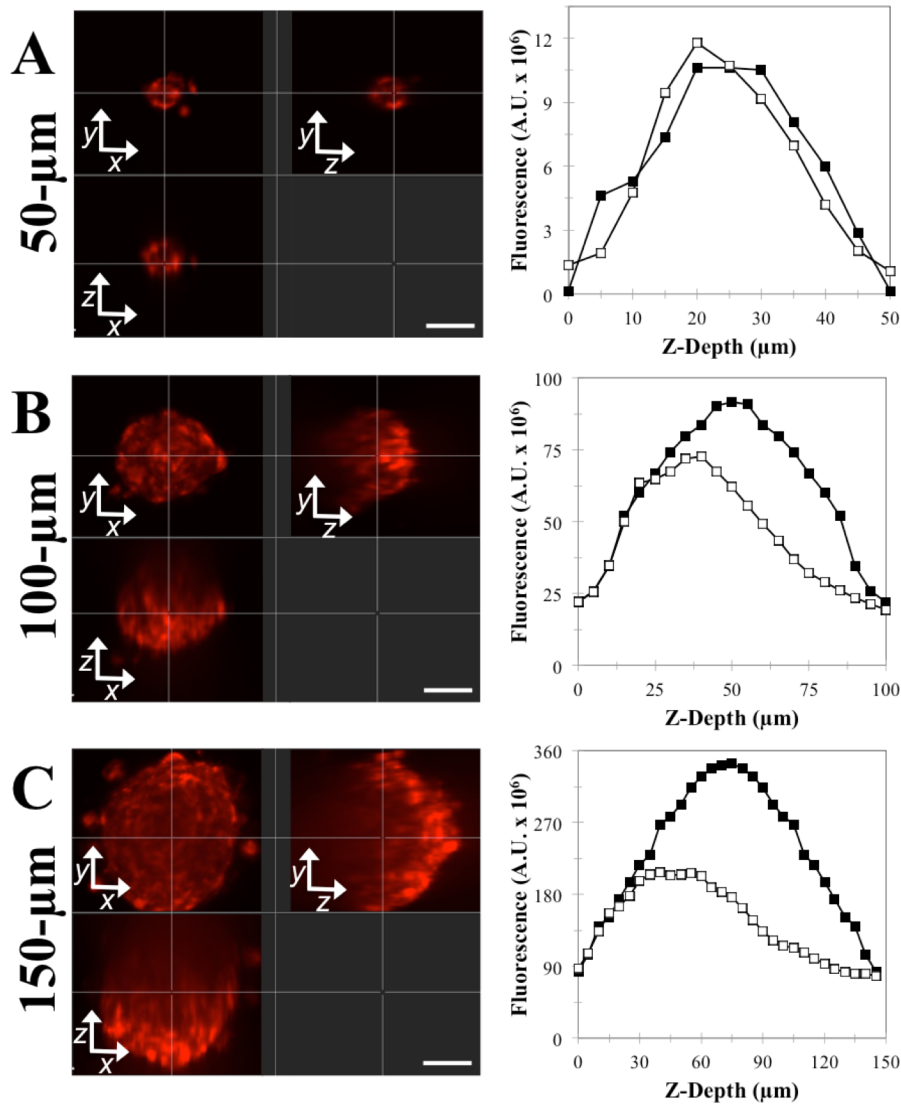 A
50-µm
y
x
y
z
z
x
Fluorescence (A.U. x 10⁶)
12
9
6
3
0
0 10 20 30 40 50
Z-Depth (µm)
B
100-µm
y
x
y
z
z
x
Fluorescence (A.U. x 10⁶)
100
75
50
25
0
0 25 50 75 100
Z-Depth (µm)
C
150-µm
y
x
y
z
z
x
Fluorescence (A.U. x 10⁶)
360
270
180
90
0
0 30 60 90 120 150
Z-Depth (µm)